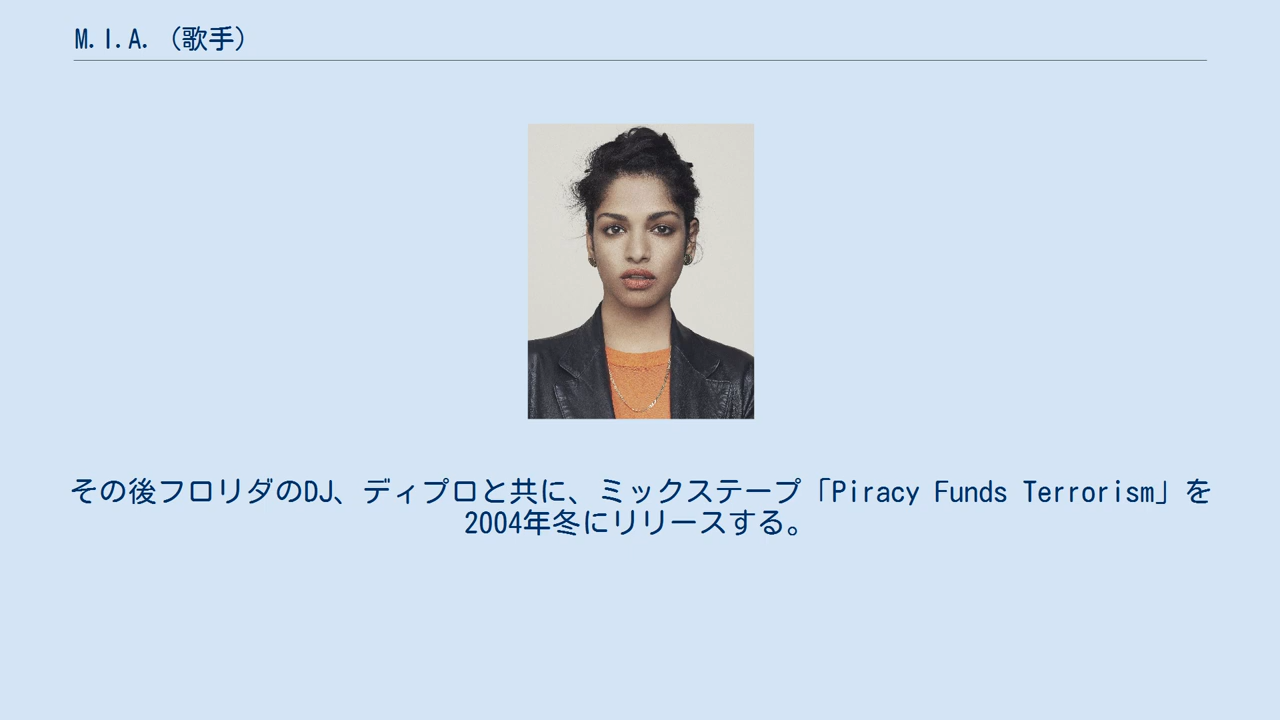 M.I.A. （歌手）
その後フロリダのDJ、ディプロと共に、ミックステープ「Piracy Funds Terrorism」を
2004年冬にリリースする。